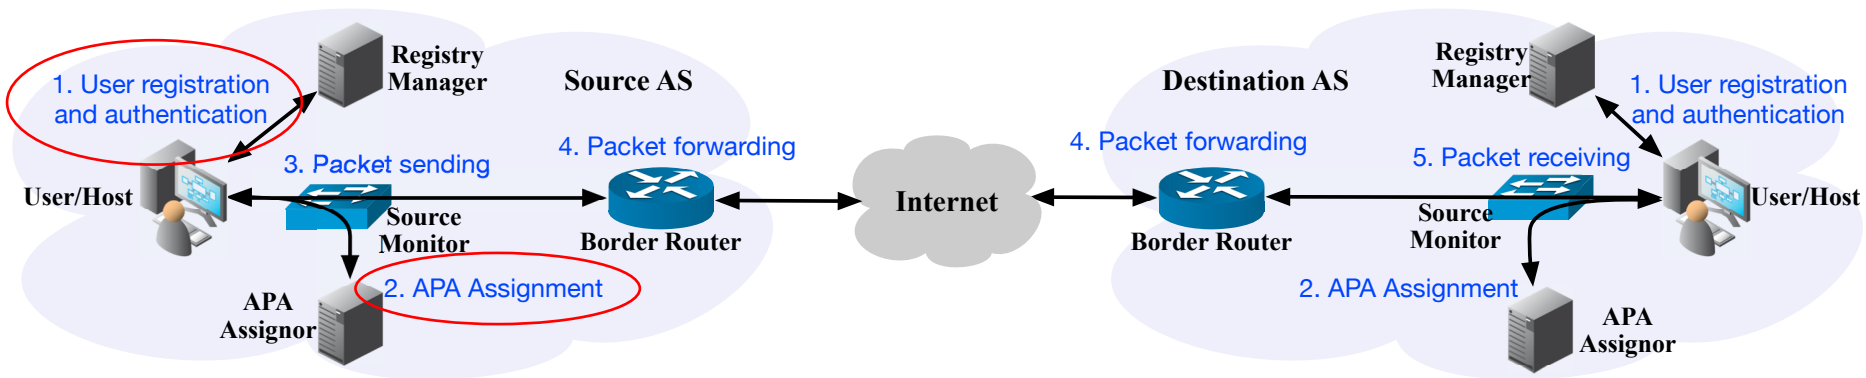 1. User registration
and authentication
Registry
Manager
Source AS
3. Packet sending
4. Packet forwarding
User/Host
Source
Monitor
Border Router
2. APA Assignment
APA
Assignor
Internet
Destination AS
Registry
Manager
1. User registration
and authentication
4. Packet forwarding
5. Packet receiving
Border Router
Source
Monitor
User/Host
2. APA Assignment
APA
Assignor